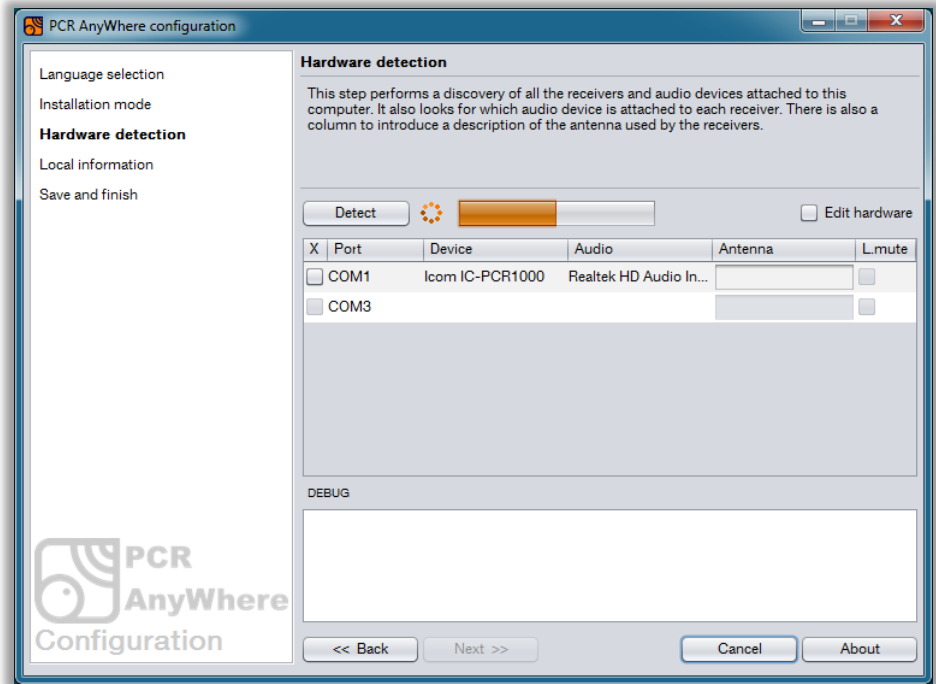 PCR AnyWhere configuration
Language selection
Installation mode
Hardware detection
Local information
Save and finish
Hardware detection
This step performs a discovery of all the receivers and audio devices attached to this
computer. It also looks for which audio device is attached to each receiver. There is also a
column to introduce a description of the antenna used by the receivers.
Detect
Edit hardware
X Port Device Audio Antenna L.mute
COM1 Icom IC-PCR1000 Realtek HD Audio In...
COM3
DEBUG
PCR
AnyWhere
Configuration
<< Back Next >> Cancel About